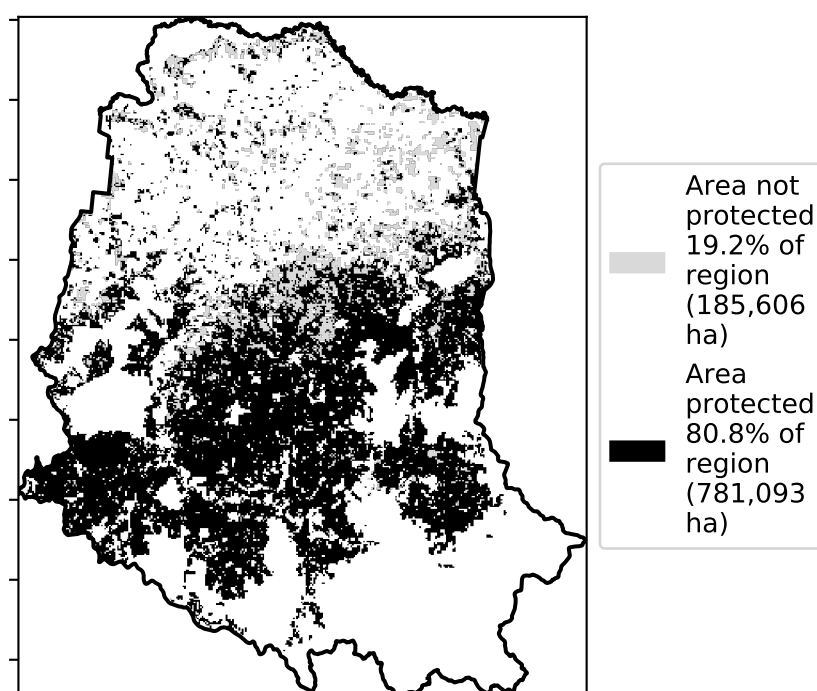 Area not
protected
19.2% of
region
(185,606
ha)
Area
protected
80.8% of
region
(781,093
ha)